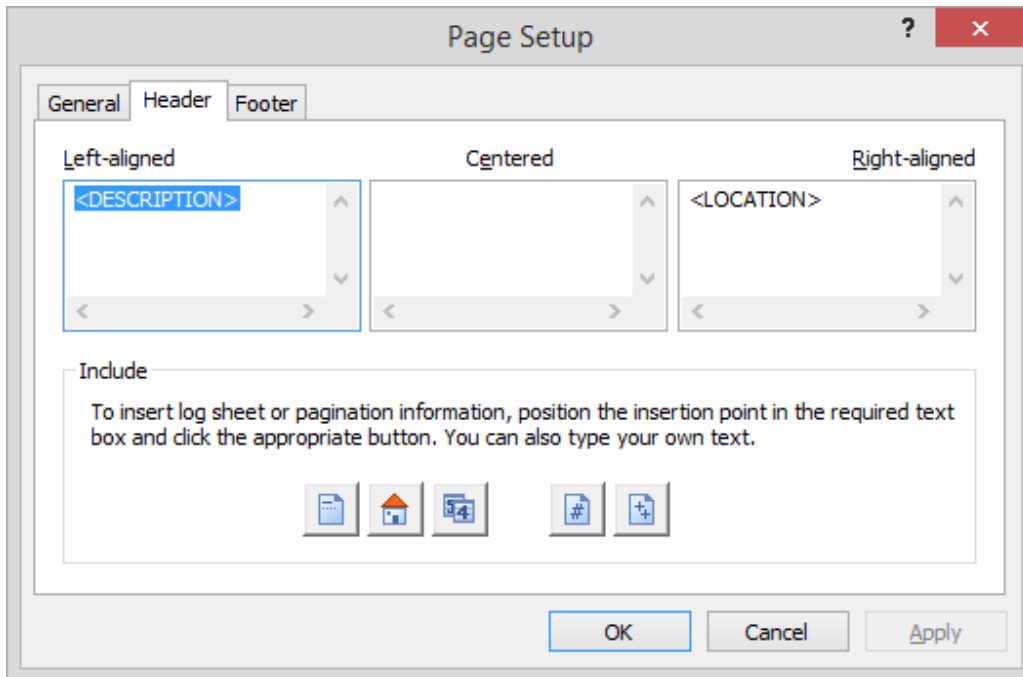 Page Setup
?
General Header Footer
Left-aligned Centered Right-aligned
<DESCRIPTION> <LOCATION>
Include
To insert log sheet or pagination information, position the insertion point in the required text
box and click the appropriate button. You can also type your own text.
54 #
OK Cancel Apply